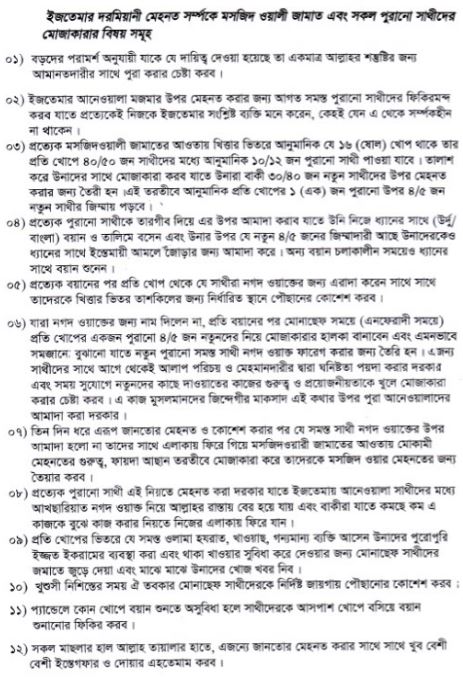 ইজতেমার দরমিয়ানী মেহনত সর্ম্পকে মসজিদ ওয়ালী জামাত এবং সকল পুরানো সাথীদের
মোজাকারার বিষয় সমূহ
০১) বড়দের পরামর্শ অনুযায়ী যাকে যে দায়িত্ব দেওয়া হয়েছে তা একমাত্র আল্লাহর সন্তুষ্টির জন্য
আমানতদারীর সাথে পুরা করার চেষ্টা করব।
০২) ইজতেমার আনেওয়ালা মজমার উপর মেহনত করার জন্য আগত সমস্ত পুরানো সাথীদের ফিকিরমন্দ
করব যাতে প্রত্যেকেই নিজকে ইজতেমার সংশ্লিষ্ট ব্যক্তি মনে করেন, কেহই যেন এ থেকে সর্ম্পকহীন
না থাকেন।
০৩) প্রত্যেক মসজিদওয়ালী জামাতের আওতায় খিত্তার ভিতরে আনুমানিক যে ১৬ (ষোল) খোপ থাকে তার
প্রতি খোপে ৪০/৫০ জন সাথীদের মধ্যে আনুমানিক ১০/১২ জন পুরানো সাথী পাওয়া যাবে। তালাশ
করে উনাদের সাথে মোজাকারা করব যাতে উনারা বাকী ৩০/৪০ জন নতুন সাথীদের উপর মেহনত
করার জন্য তৈরী হন।এই তরতীবে আনুমানিক প্রতি খোপের ১ (এক) জন পুরানো উপর ৪/৫ জন
নতুন সাথীর জিম্মায় পড়বে।
০৪) প্রত্যেক পুরানো সাথীকে তারগীব দিয়ে এর উপর আমাদা করাব যাতে উনি নিজে ধ্যানের সাথে (উর্দু/
বাংলা) বয়ান ও তালিমে বসেন এবং উনার উপর যে নতুন ৪/৫ জনের জিম্মাদারী আছে উনাদেরকেও
ধ্যানের সাথে ইস্তেমায়ী আমলে জোড়ার জন্য আমাদা করে। অন্য বয়ান চলাকালীন সময়েও ধ্যানের
সাথে বয়ান শুনেন।
০৫) প্রত্যেক বয়ানের পর প্রতি খোপ থেকে যে সাথীরা নগদ ওয়াক্তের জন্য এরাদা করেন সাথে সাথে
তাদেরকে খিত্তার ভিতর তাশকিলের জন্য নির্ধারিত স্থানে পৌছানের কোশেশ করব।
০৬) যারা নগদ ওয়াক্তের জন্য নাম দিলেন না, প্রতি বয়ানের পর মোনাছেফ সময়ে (এনফেরাদী সময়ে)
প্রতি খোপের একজন পুরানো ৪/৫ জন নতুনদের নিয়ে মোজাকারার হালকা বানাবেন এবং এমনভাবে
সমজানে: বুঝানো যাতে নতুন পুরানো সমস্ত সাথী নগদ ওয়াক্ত ফারেগ করার জন্য তৈরি হন। এজন্য
সাথীদের সাথে আগে থেকেই আলাপ পরিচয় ও মেহমানদারীর দ্বারা ঘনিষ্টতা পয়দা করার দরকার
এবং সময় সুযোগে নতুনদের কাছে দাওয়াতের কাজের গুরুত্ব ও প্রয়োজনীয়তাকে খুলে মোজাকারা
করার চেষ্টা করব। এ কাজ মুসলমানদের জিন্দেগীর মাকসাদ এই কথার উপর পুরা আনেওয়ালাদের
আমাদা করা দরকার।
০৭) তিন দিন ধরে এরূপ জানতোর মেহনত ও কোশেশ করার পর যে সমস্ত সাথী নগদ ওয়াক্তের উপর
আমাদা হলো না তাদের সাথে এলাকায় ফিরে গিয়ে মসজিদওয়ারী জামাতের আওতায় মোকামী
মেহনতের গুরুত্ব, ফায়দা আছান তরতীবে মোজাকারা করে তাদেরকে মসজিদ ওয়ার মেহনতের জন্য
তৈয়ার করব।
০৮) প্রত্যেক পুরানো সাথী এই নিয়তে মেহনত করা দরকার যাতে ইজতেমায় আনেওয়ালা সাথীদের মধ্যে
আখছারিয়াত নগদ ওয়াক্ত নিয়ে আল্লাহর রাস্তায় বের হয়ে যায় এবং বাকীরা যাতে কমছে কম এ
কাজকে বুঝে কাজ করার নিয়তে নিজের এলাকায় ফিরে যান।
০৯) প্রতি খোপের ভিতরে যে সমস্ত ওলামা হযরাত, খাওয়াছ, গন্যমান্য ব্যক্তি আসেন উনাদের পুরোপুরি
ইজ্জত ইকরামের ব্যবস্থা করা এবং থাকা খাওয়ার সুবিধা করে দেওয়ার জন্য মোনাছেফ সাথীদের
জমাতে জুড়ে দেয়া এবং মাঝে মাঝে উনাদের খোজ খবর নিব।
১০) খুশুসী নিশিস্তের সময় ঐ তবকার মোনাছফ সাথীদেরকে নির্দিষ্ট জায়গায় পৌছানোর কোশেশ করব :
১১) প্যান্ডেলে কোন খোপে বয়ান শুনতে অসুবিধা হলে সাথীদেরকে আসপাশ খোপে বসিয়ে বয়ান
শুনানোর ফিকির করব।
১২) সকল মাছলার হাল আল্লাহ তায়ালার হাতে, এজন্যে জানতোর মেহনত করার সাথে সাথে খুব বেশী
বেশী ইস্তেগফার ও দোয়ার এহতেমাম করব।